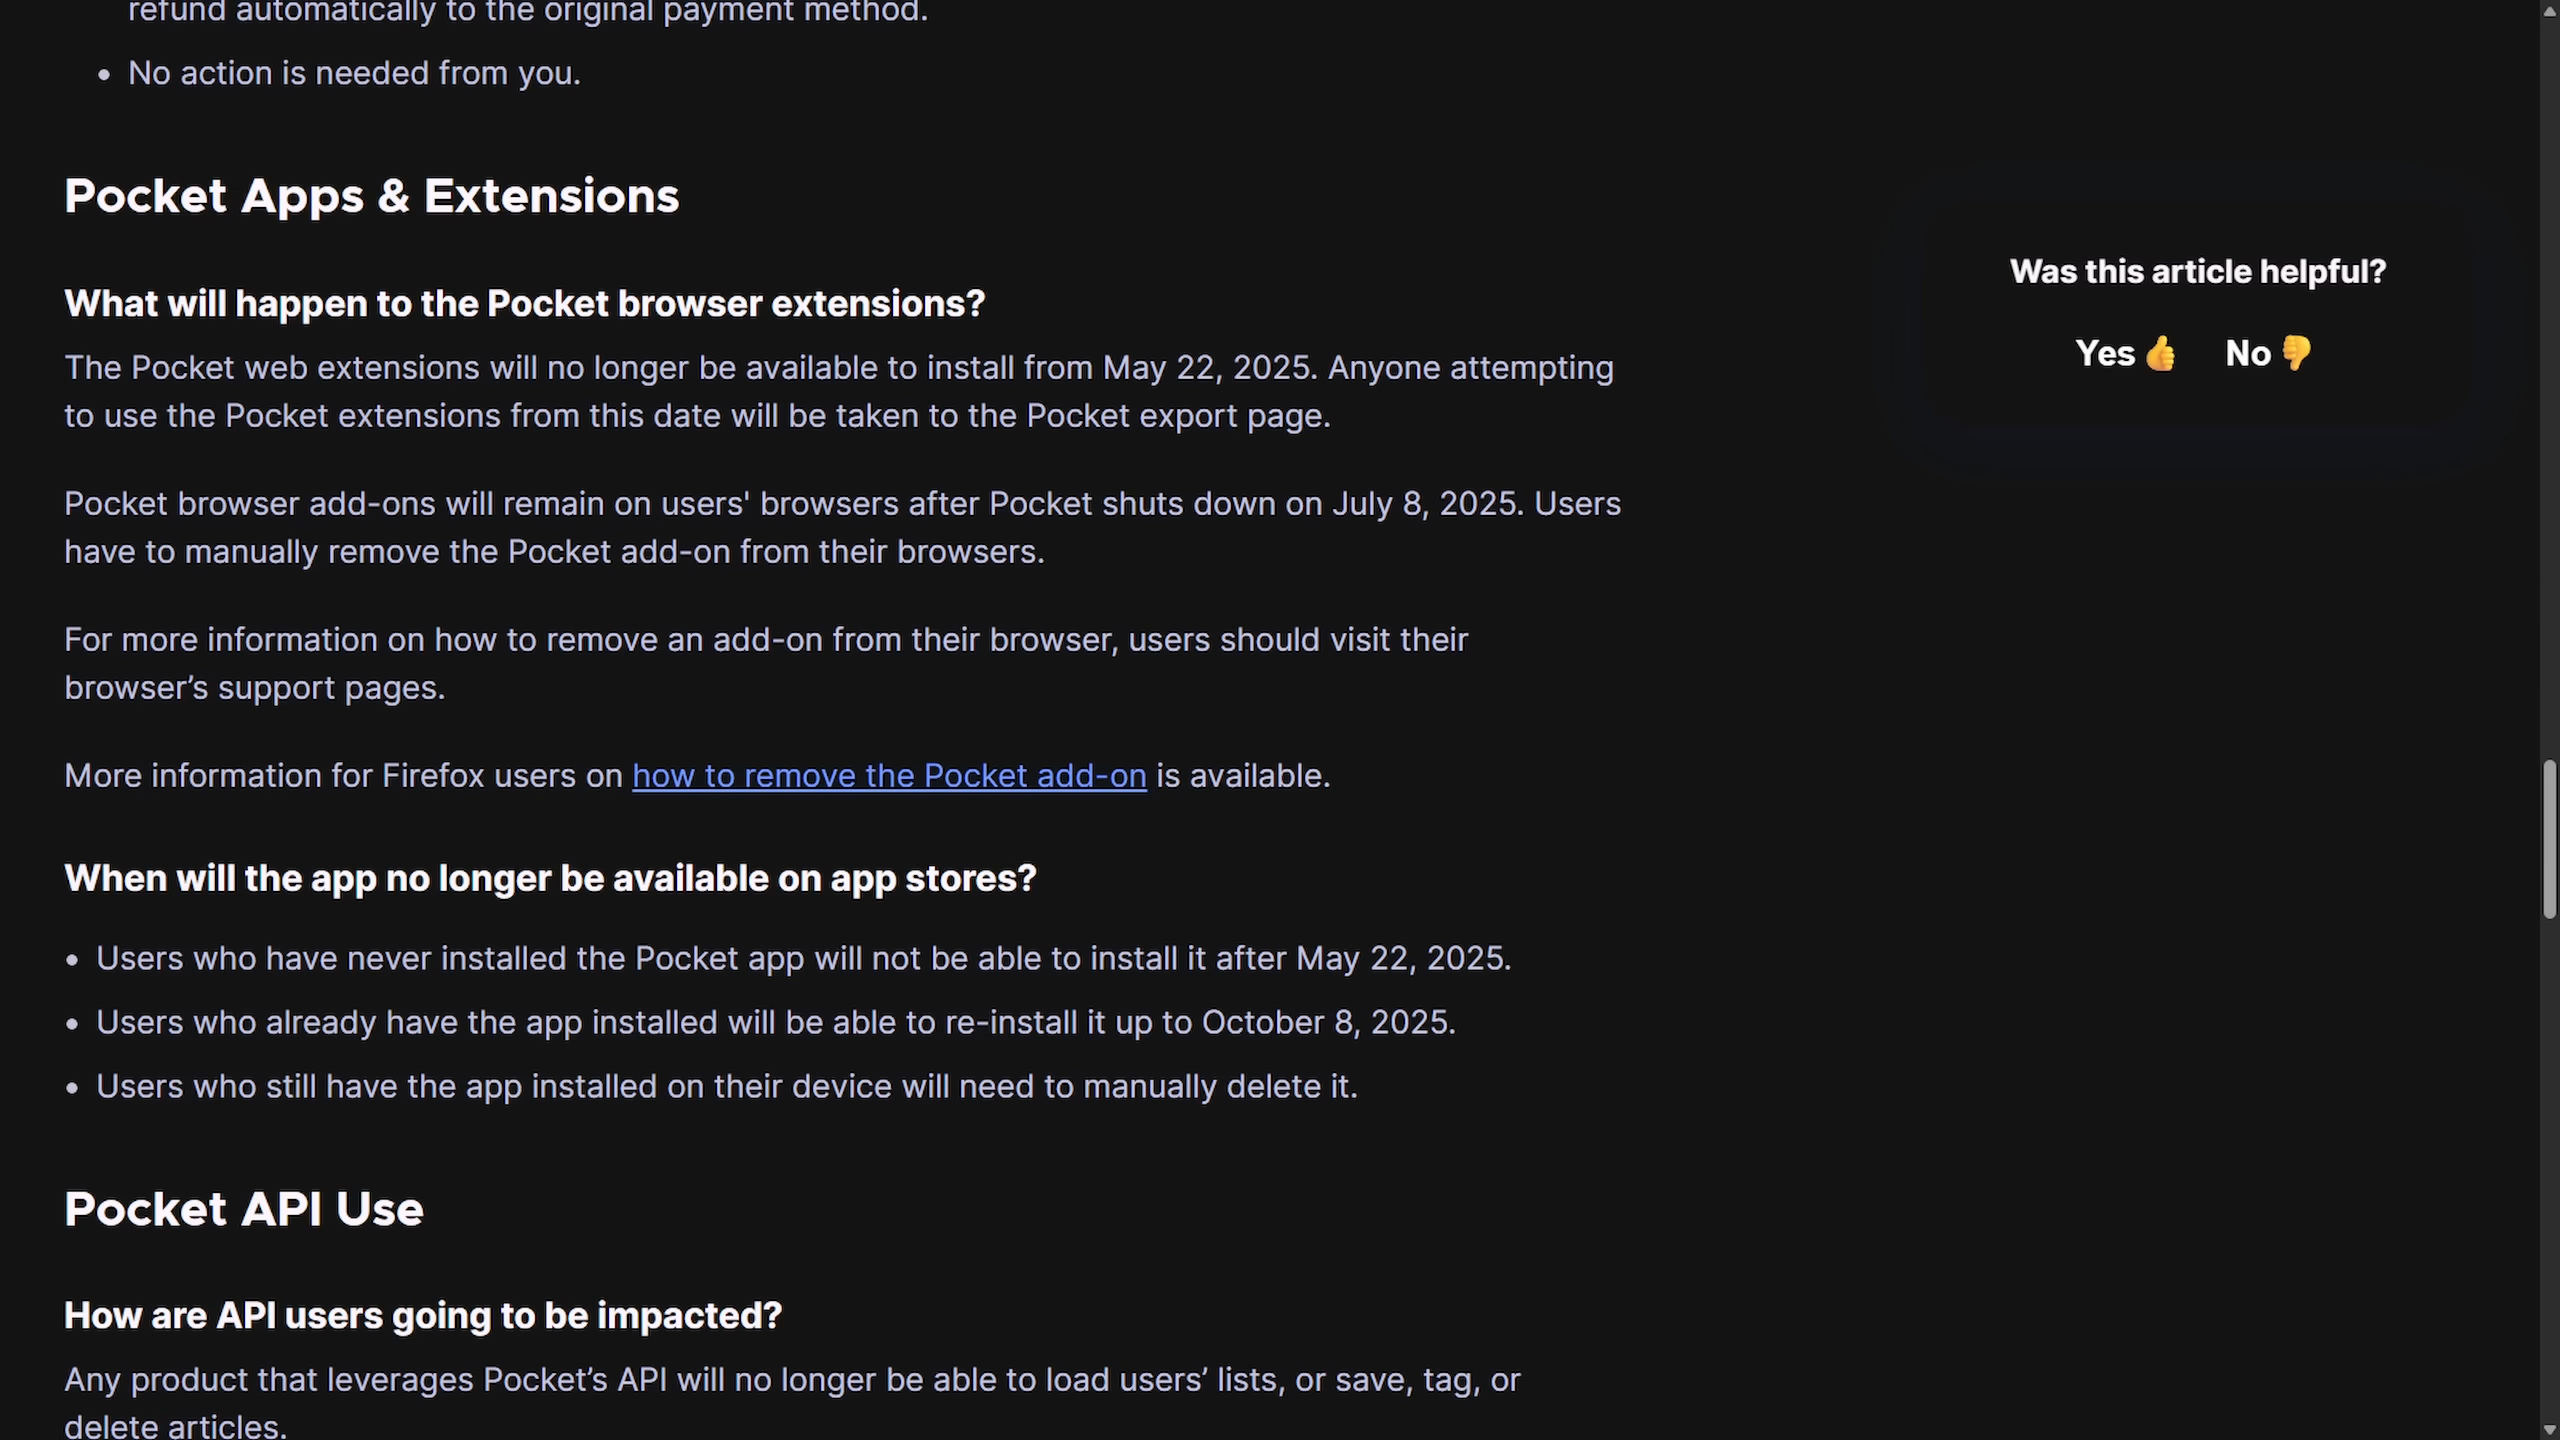 refund automatically to the original payment method.
• No action is needed from you.
Pocket Apps & Extensions
What will happen to the Pocket browser extensions?
The Pocket web extensions will no longer be available to install from May 22, 2025. Anyone attempting
to use the Pocket extensions from this date will be taken to the Pocket export page.
Pocket browser add-ons will remain on users' browsers after Pocket shuts down on July 8, 2025. Users
have to manually remove the Pocket add-on from their browsers.
For more information on how to remove an add-on from their browser, users should visit their
browser’s support pages.
More information for Firefox users on how to remove the Pocket add-on is available.
When will the app no longer be available on app stores?
• Users who have never installed the Pocket app will not be able to install it after May 22, 2025.
• Users who already have the app installed will be able to re-install it up to October 8, 2025.
• Users who still have the app installed on their device will need to manually delete it.
Pocket API Use
How are API users going to be impacted?
Any product that leverages Pocket’s API will no longer be able to load users’ lists, or save, tag, or
delete articles.
Was this article helpful?
Yes 👍 No 👎